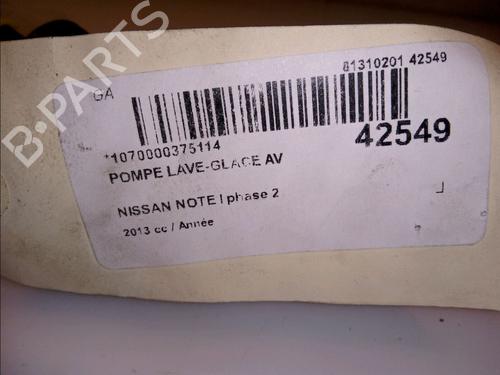 B-PARTS
GA
81310201 42549
*1070000375114
42549
POMPE LAVE-GLACE AV
NISSAN NOTE I phase 2
2013 cc / Année